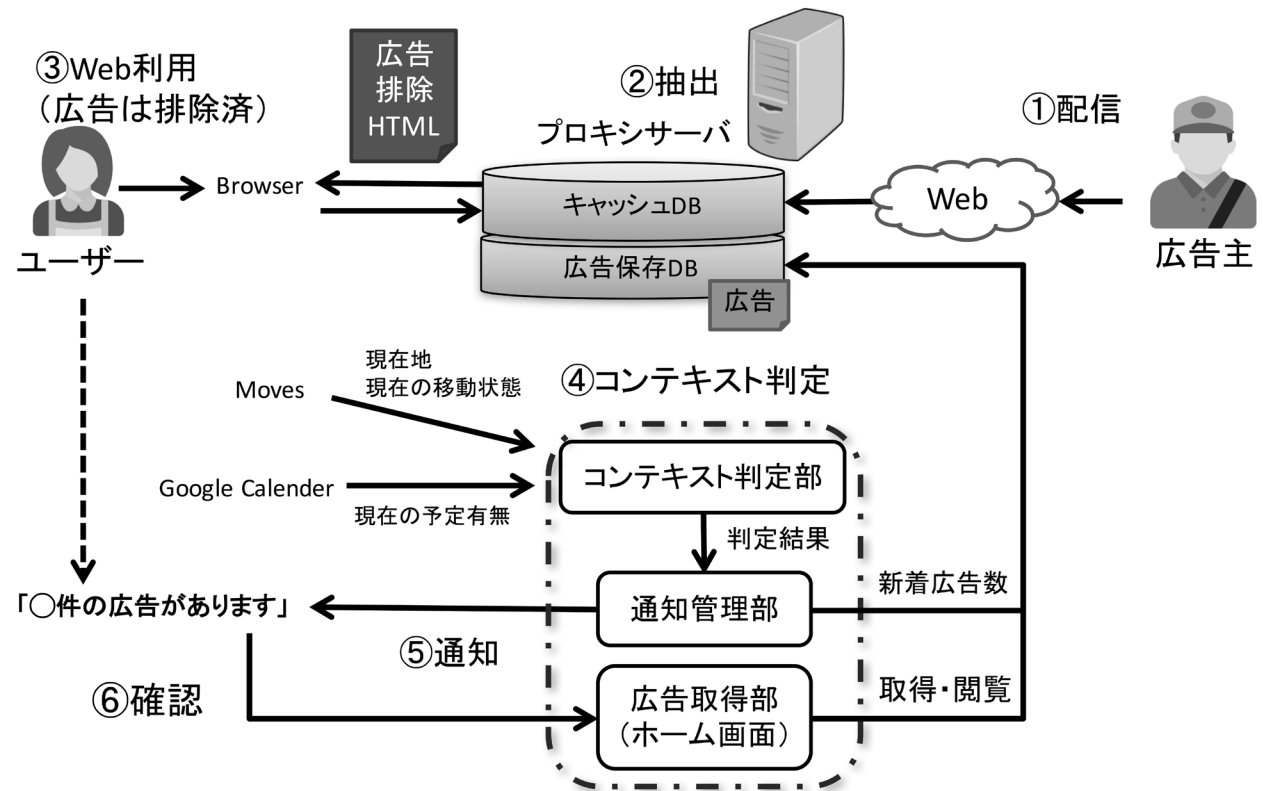 ③Web利用
（広告は排除済）
広告
排除
HTML
②抽出
プロキシサーバ
①配信
Browser
キャッシュDB
Web
ユーザー
広告保存DB
広告
広告主
現在地
現在の移動状態
Moves
④コンテキスト判定
コンテキスト判定部
Google Calender
現在の予定有無
判定結果
新着広告数
「○件の広告があります」
通知管理部
⑤通知
⑥確認
広告取得部
（ホーム画面）
取得・閲覧